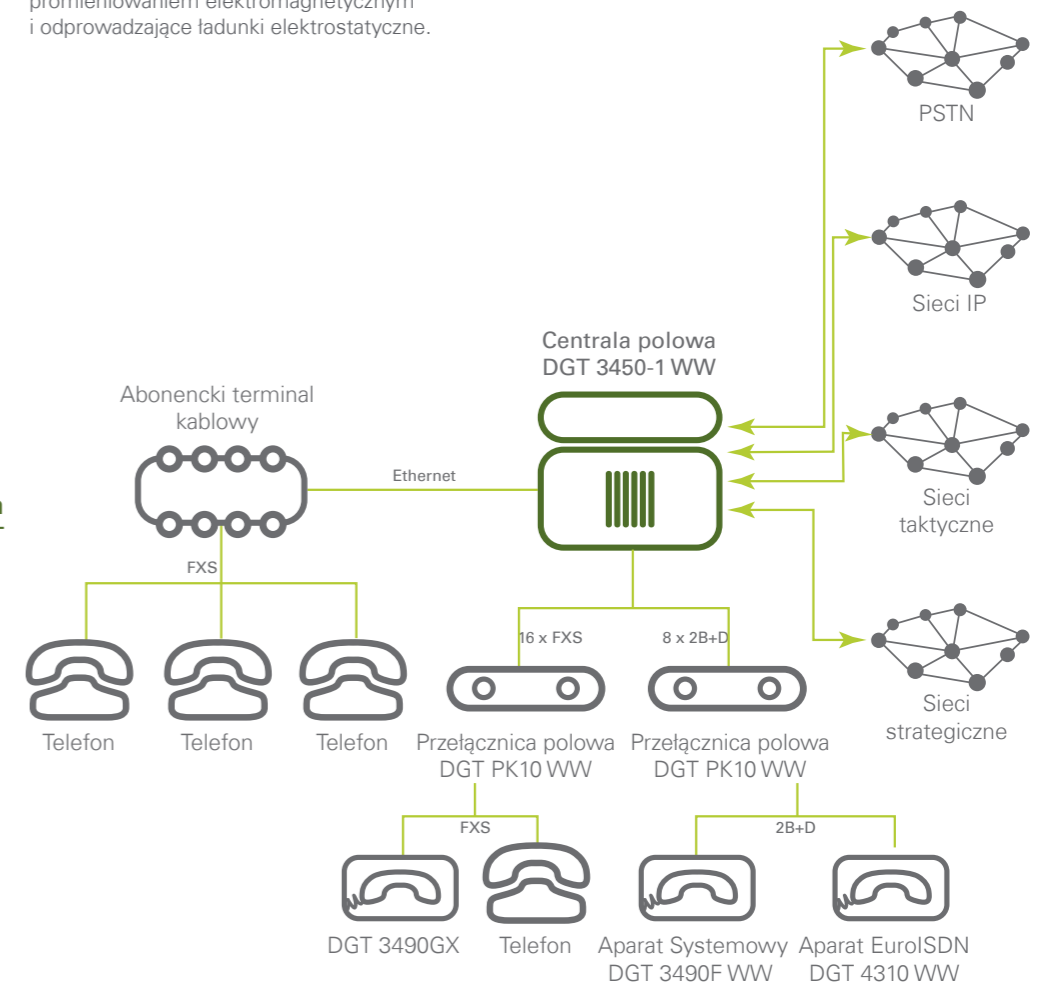 promieniowaniem elektromagnetycznym
i odprowadzające ładunki elektrostatyczne.
PSTN
Sieci IP
Centrala polowa
DGT 3450-1 WW
Abonencki terminal
kablowy
Ethernet
Sieci
taktyczne
FXS
16 x FXS
8 x 2B+D
Sieci
strategiczne
Telefon
Telefon
Telefon
Przełącznica polowa
DGT PK10 WW
Przełącznica polowa
DGT PK10 WW
FXS
2B+D
DGT 3490GX
Telefon
Aparat Systemowy
DGT 3490F WW
Aparat EuroISDN
DGT 4310 WW